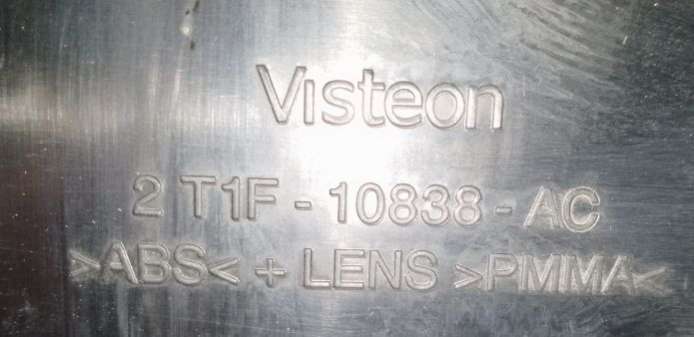 Visteon
2 T1F - 10838 - AC
>ABS< + LENS >PMMA<